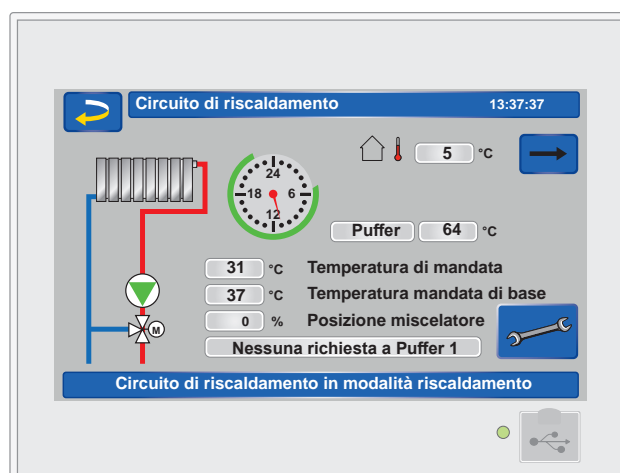 Circuito di riscaldamento 13:37:37
5 °C
24
18 6
12
Puffer 64 °C
31 °C Temperatura di mandata
37 °C Temperatura mandata di base
0 % Posizione miscelatore
M
Nessuna richiesta a Puffer 1
Circuito di riscaldamento in modalità riscaldamento